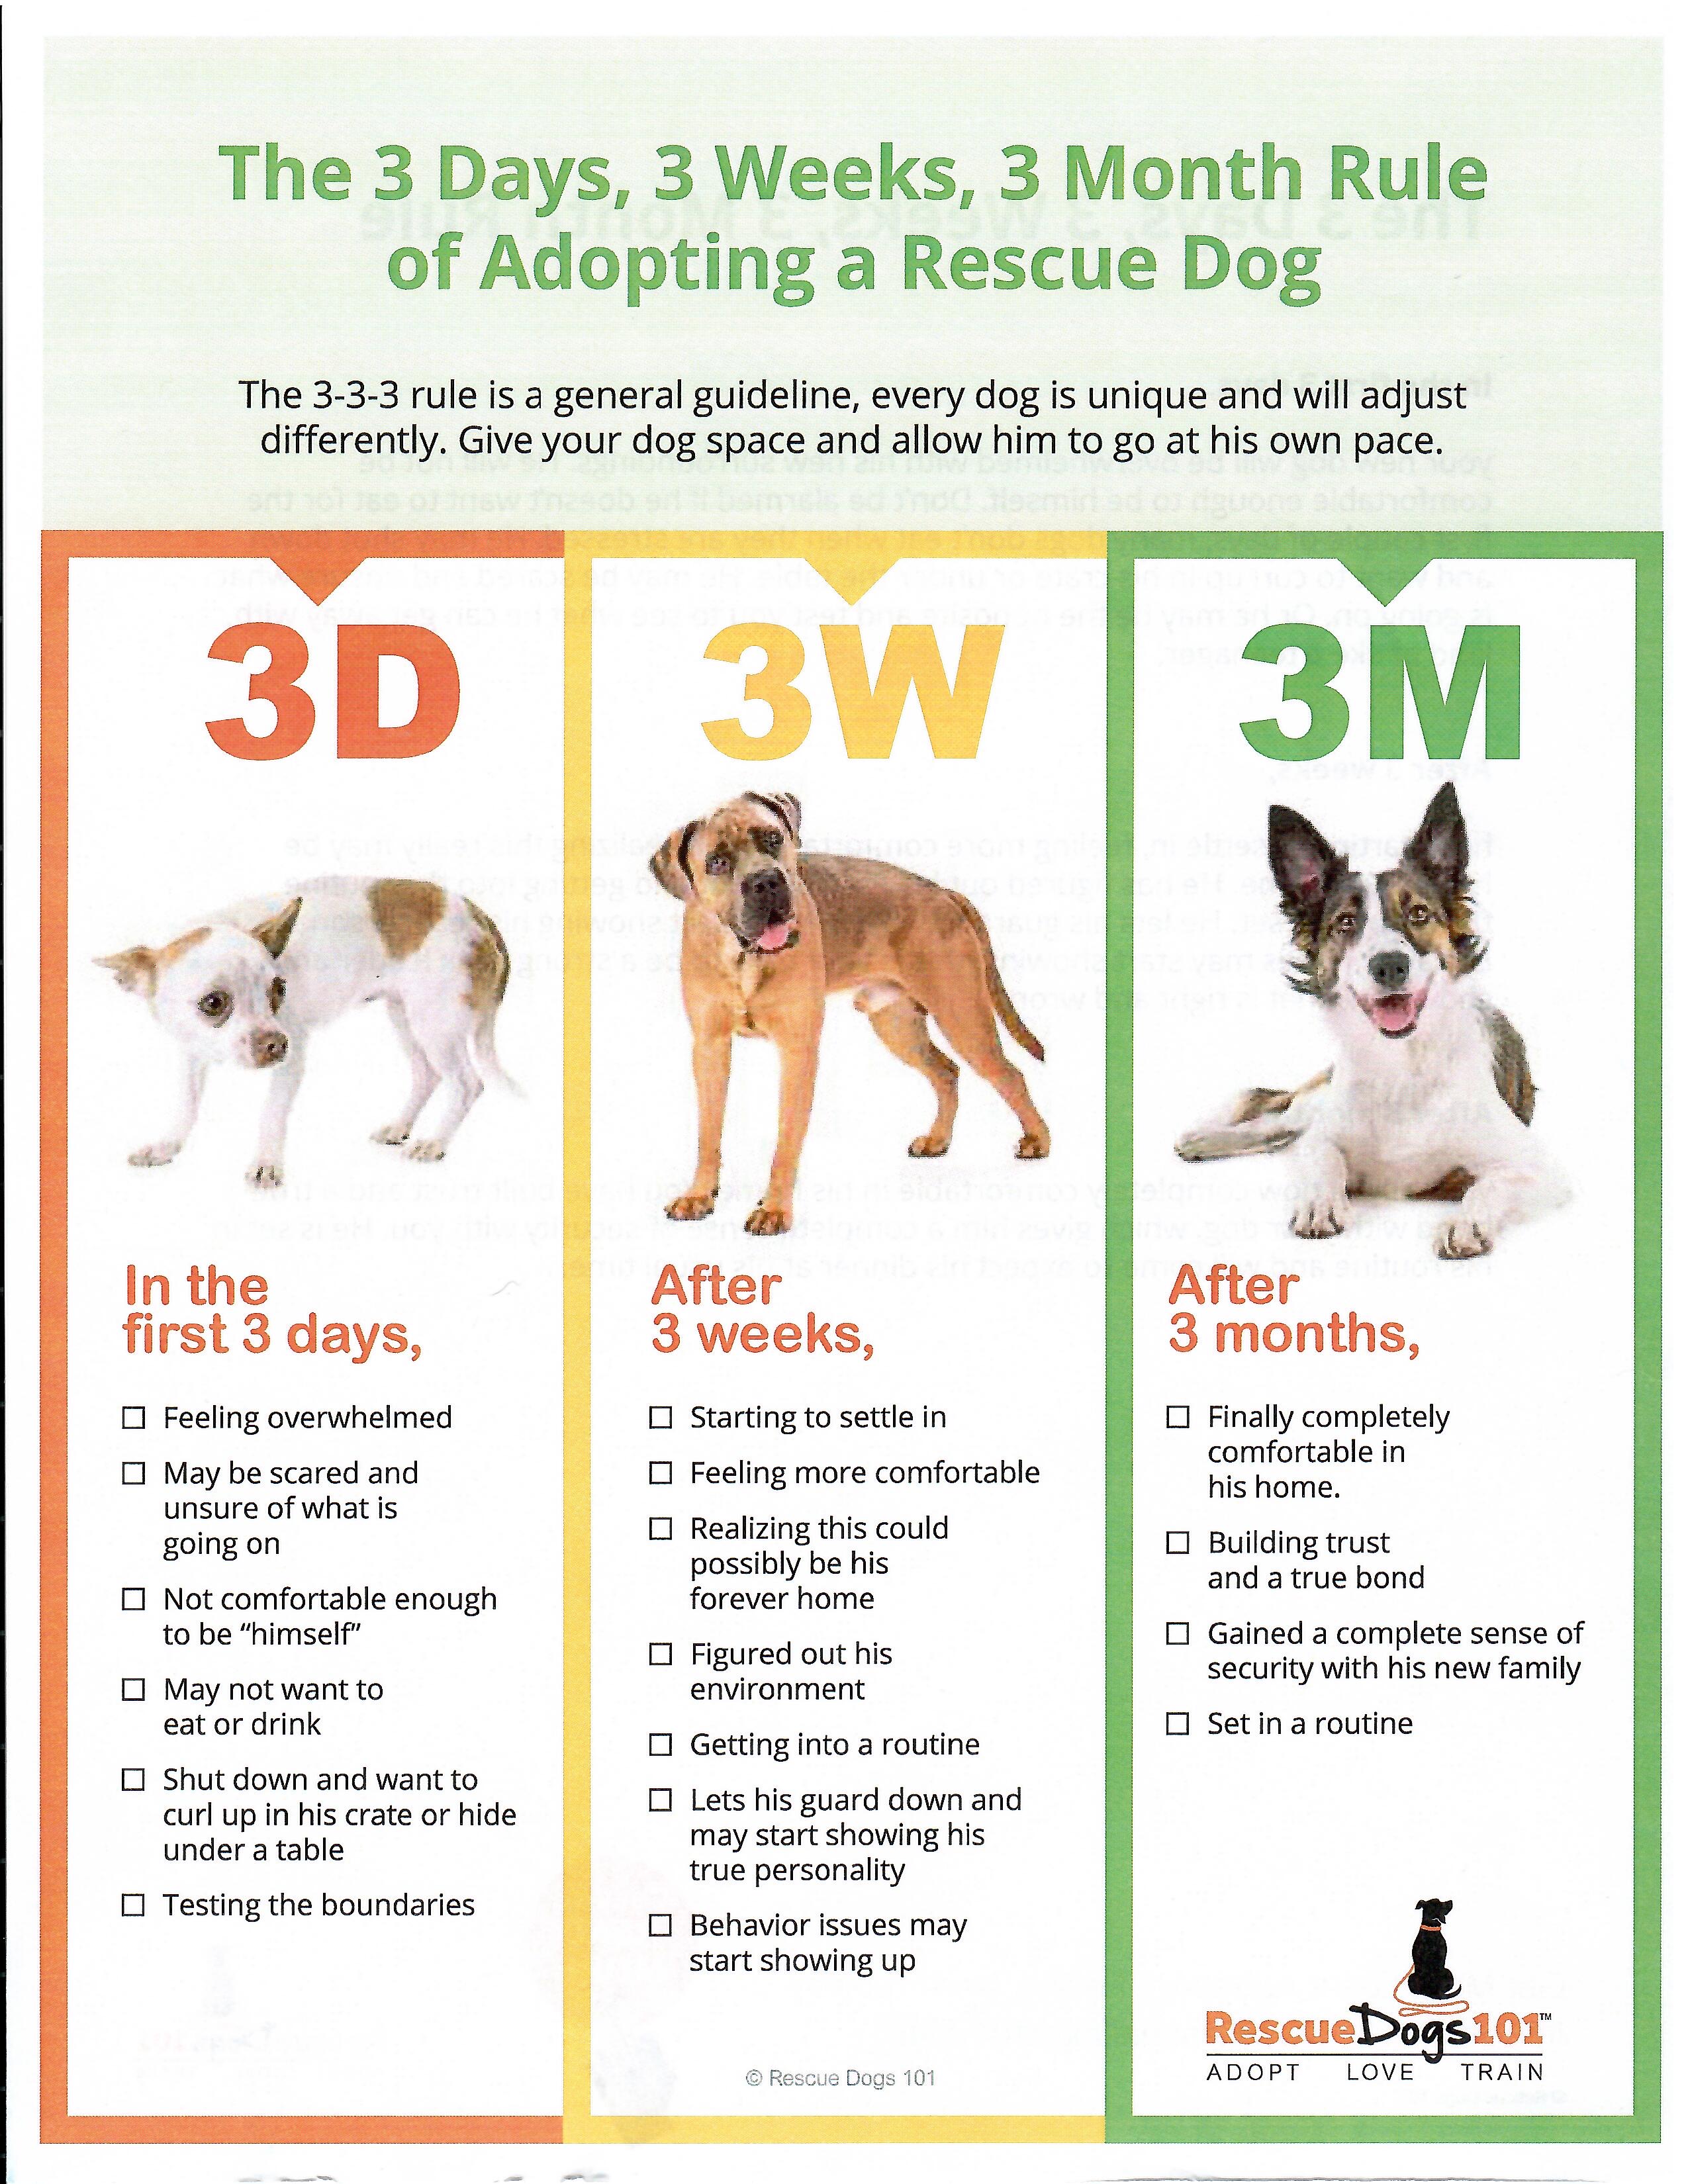 The 3 Days, 3 Weeks, 3 Month Rule
of Adopting a Rescue Dog
The 3-3-3 rule is a general guideline, every dog is unique and will adjust
differently. Give your dog space and allow him to go at his own pace.
3D
In the
first 3 days,
☐ Feeling overwhelmed
☐ May be scared and
unsure of what is
going on
☐ Not comfortable enough
to be “himself”
☐ May not want to
eat or drink
☐ Shut down and want to
curl up in his crate or hide
under a table
☐ Testing the boundaries
3W
After
3 weeks,
☐ Starting to settle in
☐ Feeling more comfortable
☐ Realizing this could
possibly be his
forever home
☐ Figured out his
environment
☐ Getting into a routine
☐ Lets his guard down and
may start showing his
true personality
☐ Behavior issues may
start showing up
© Rescue Dogs 101
3M
After
3 months,
☐ Finally completely
comfortable in
his home.
☐ Building trust
and a true bond
☐ Gained a complete sense of
security with his new family
☐ Set in a routine
RescueDogs101™
ADOPT LOVE TRAIN